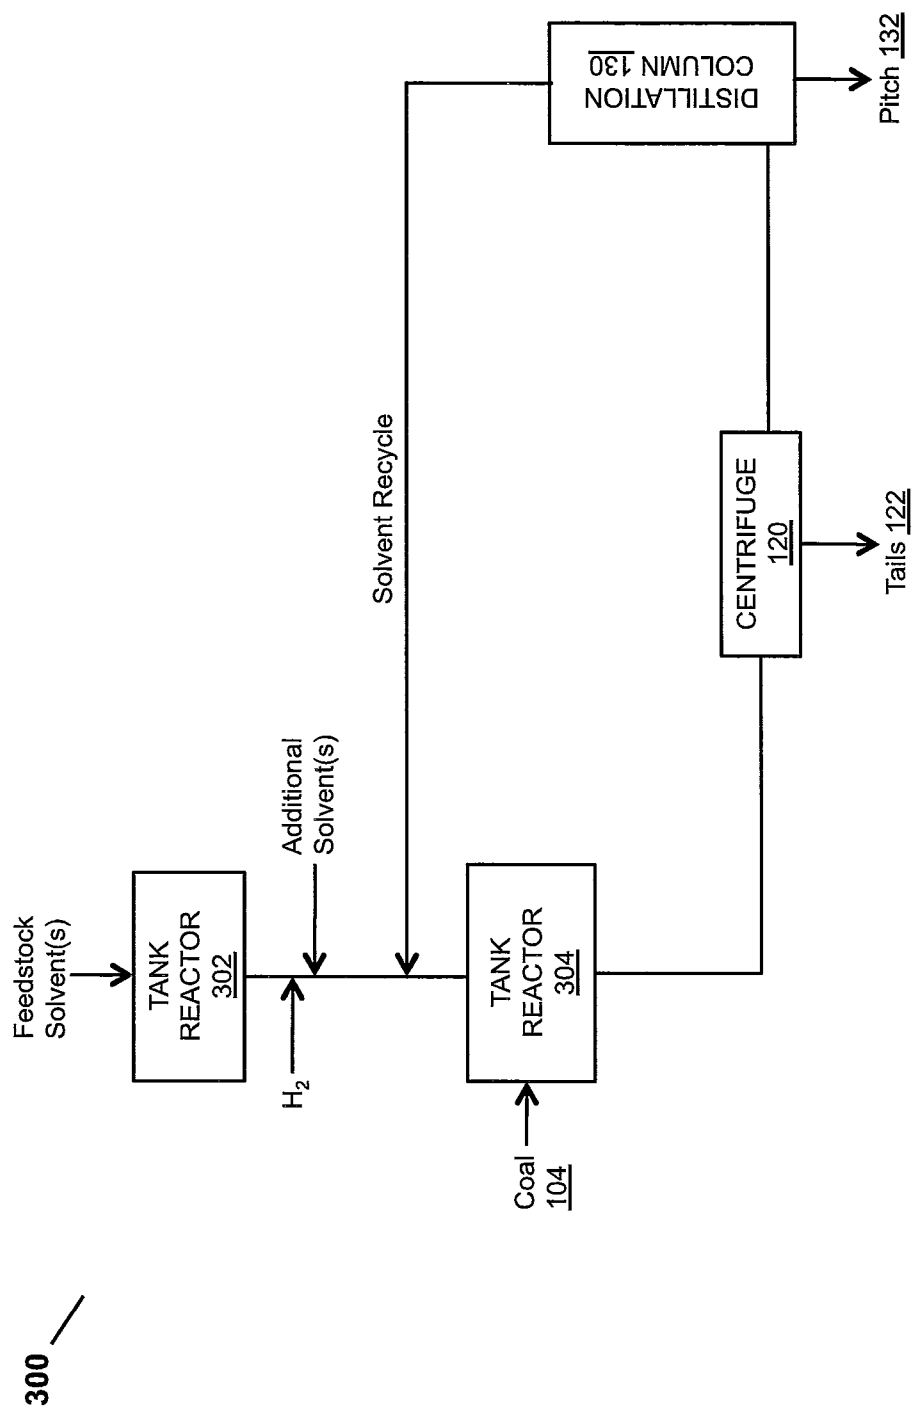 300
Feedstock
Solvent(s)
TANK
REACTOR
302
H2
Additional
Solvent(s)
Solvent Recycle
Coal
104
TANK
REACTOR
304
CENTRIFUGE
120
Tails 122
DISTILLATION
COLUMN 130
Pitch 132